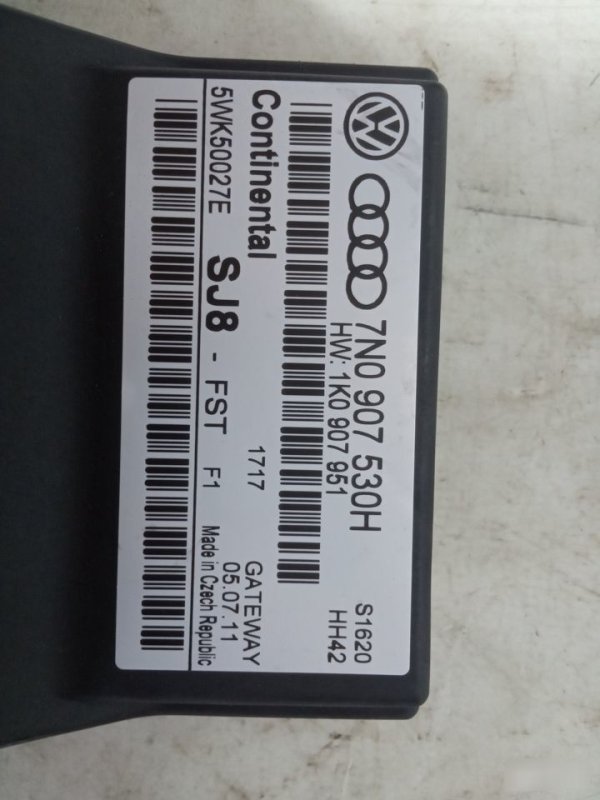 7N0 907 530H S1620
HW: 1K0 907 951 HH42
Continental 1717 GATEWAY
05.07.11
5WK50027E SJ8 - FST F1 Made in Czech Republic